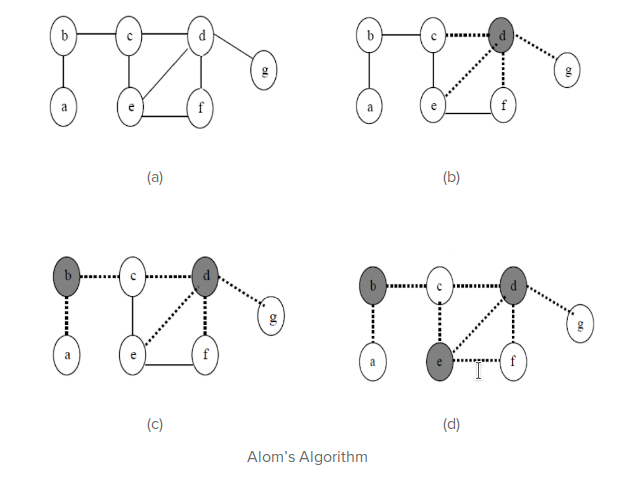 b c d
g
a e f
(a)
b c d
g
a e f
(b)
b c d
g
a e f
(c)
b c d
g
a e f
(d)
Alom's Algorithm